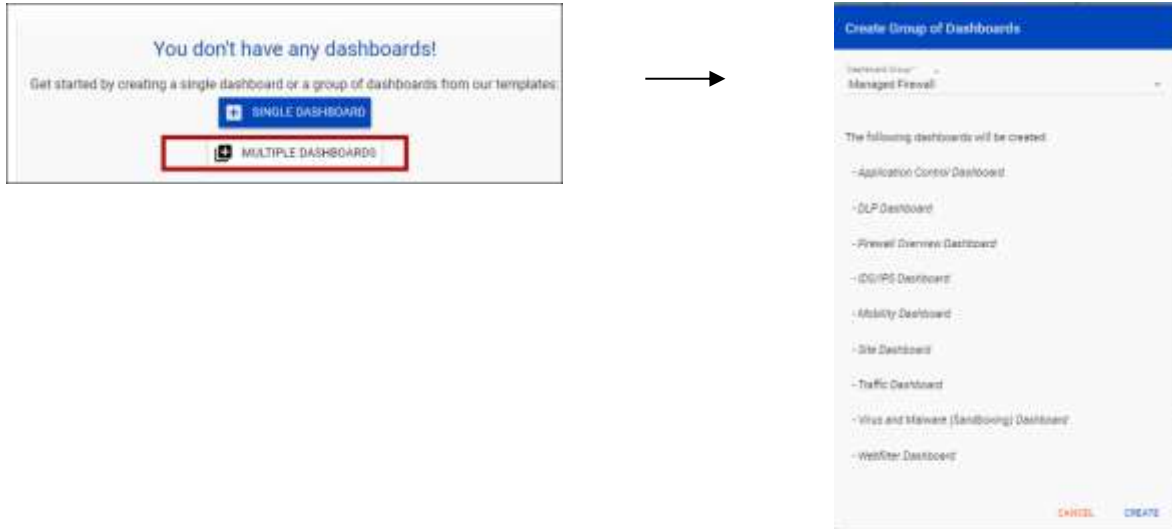 You don't have any dashboards!
Get started by creating a single dashboard or a group of dashboards from our templates:
SINGLE DASHBOARD
MULTIPLE DASHBOARDS
Create Group of Dashboards
Dashboard Group *
Managed Firewall
The following dashboards will be created:
- Application Control Dashboard
- DLP Dashboard
- Firewall Overview Dashboard
- IDS/IPS Dashboard
- Mobility Dashboard
- Site Dashboard
- Traffic Dashboard
- Virus and Malware (Sandboxing) Dashboard
- Webfilter Dashboard
CANCEL CREATE